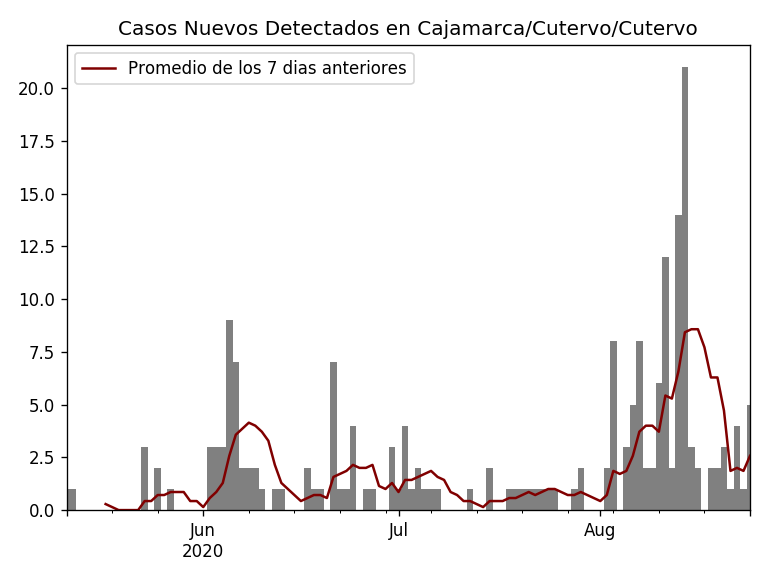 Casos Nuevos Detectados en Cajamarca/Cutervo/Cutervo
Promedio de los 7 dias anteriores
20.0
17.5
15.0
12.5
10.0
7.5
5.0
2.5
0.0
Jun
2020
Jul
Aug